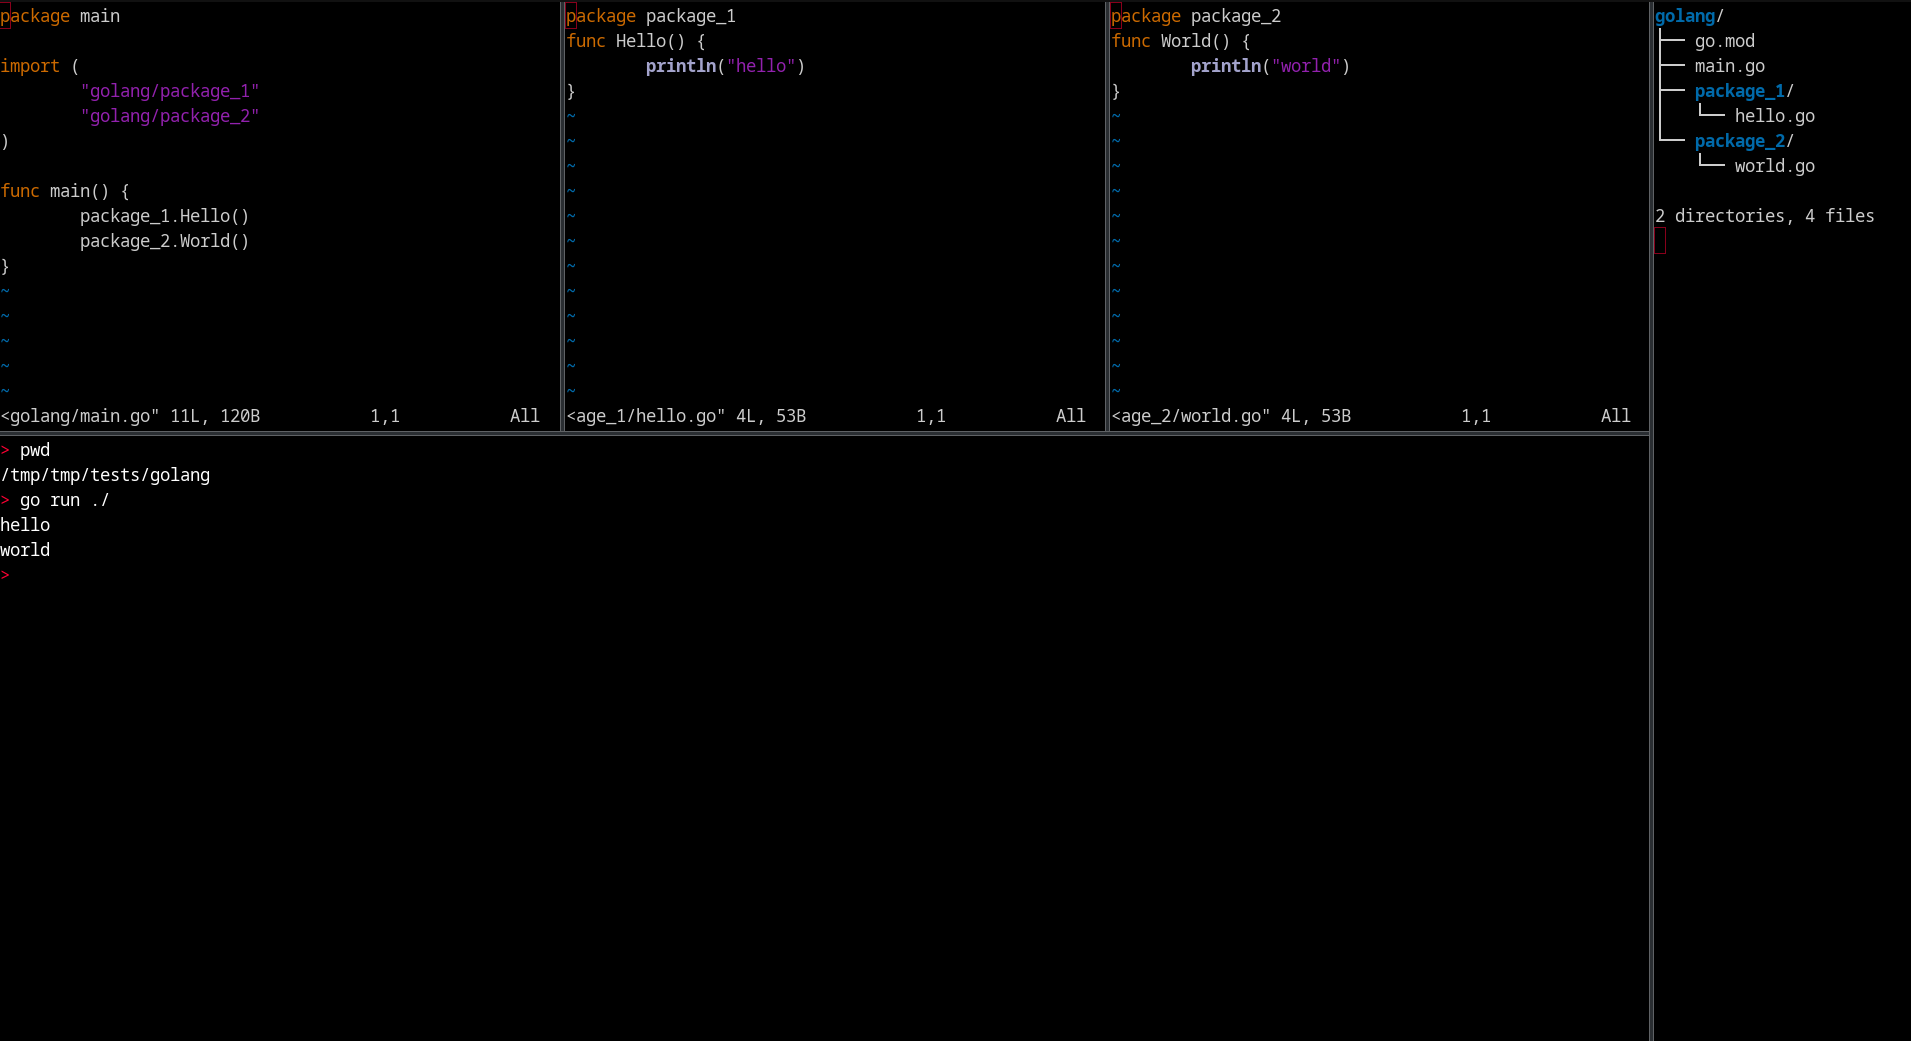 package main

import (
        "golang/package_1"
        "golang/package_2"
)

func main() {
        package_1.Hello()
        package_2.World()
}
~
~
~
~
~
<golang/main.go" 11L, 120B           1,1           All
package package_1
func Hello() {
        println("hello")
}
~
~
~
~
~
~
~
~
~
~
~
~
<age_1/hello.go" 4L, 53B           1,1           All
package package_2
func World() {
        println("world")
}
~
~
~
~
~
~
~
~
~
~
~
~
<age_2/world.go" 4L, 53B           1,1           All
golang/
├── go.mod
├── main.go
├── package_1/
│   └── hello.go
└── package_2/
    └── world.go

2 directories, 4 files
> pwd
/tmp/tmp/tests/golang
> go run ./
hello
world
>